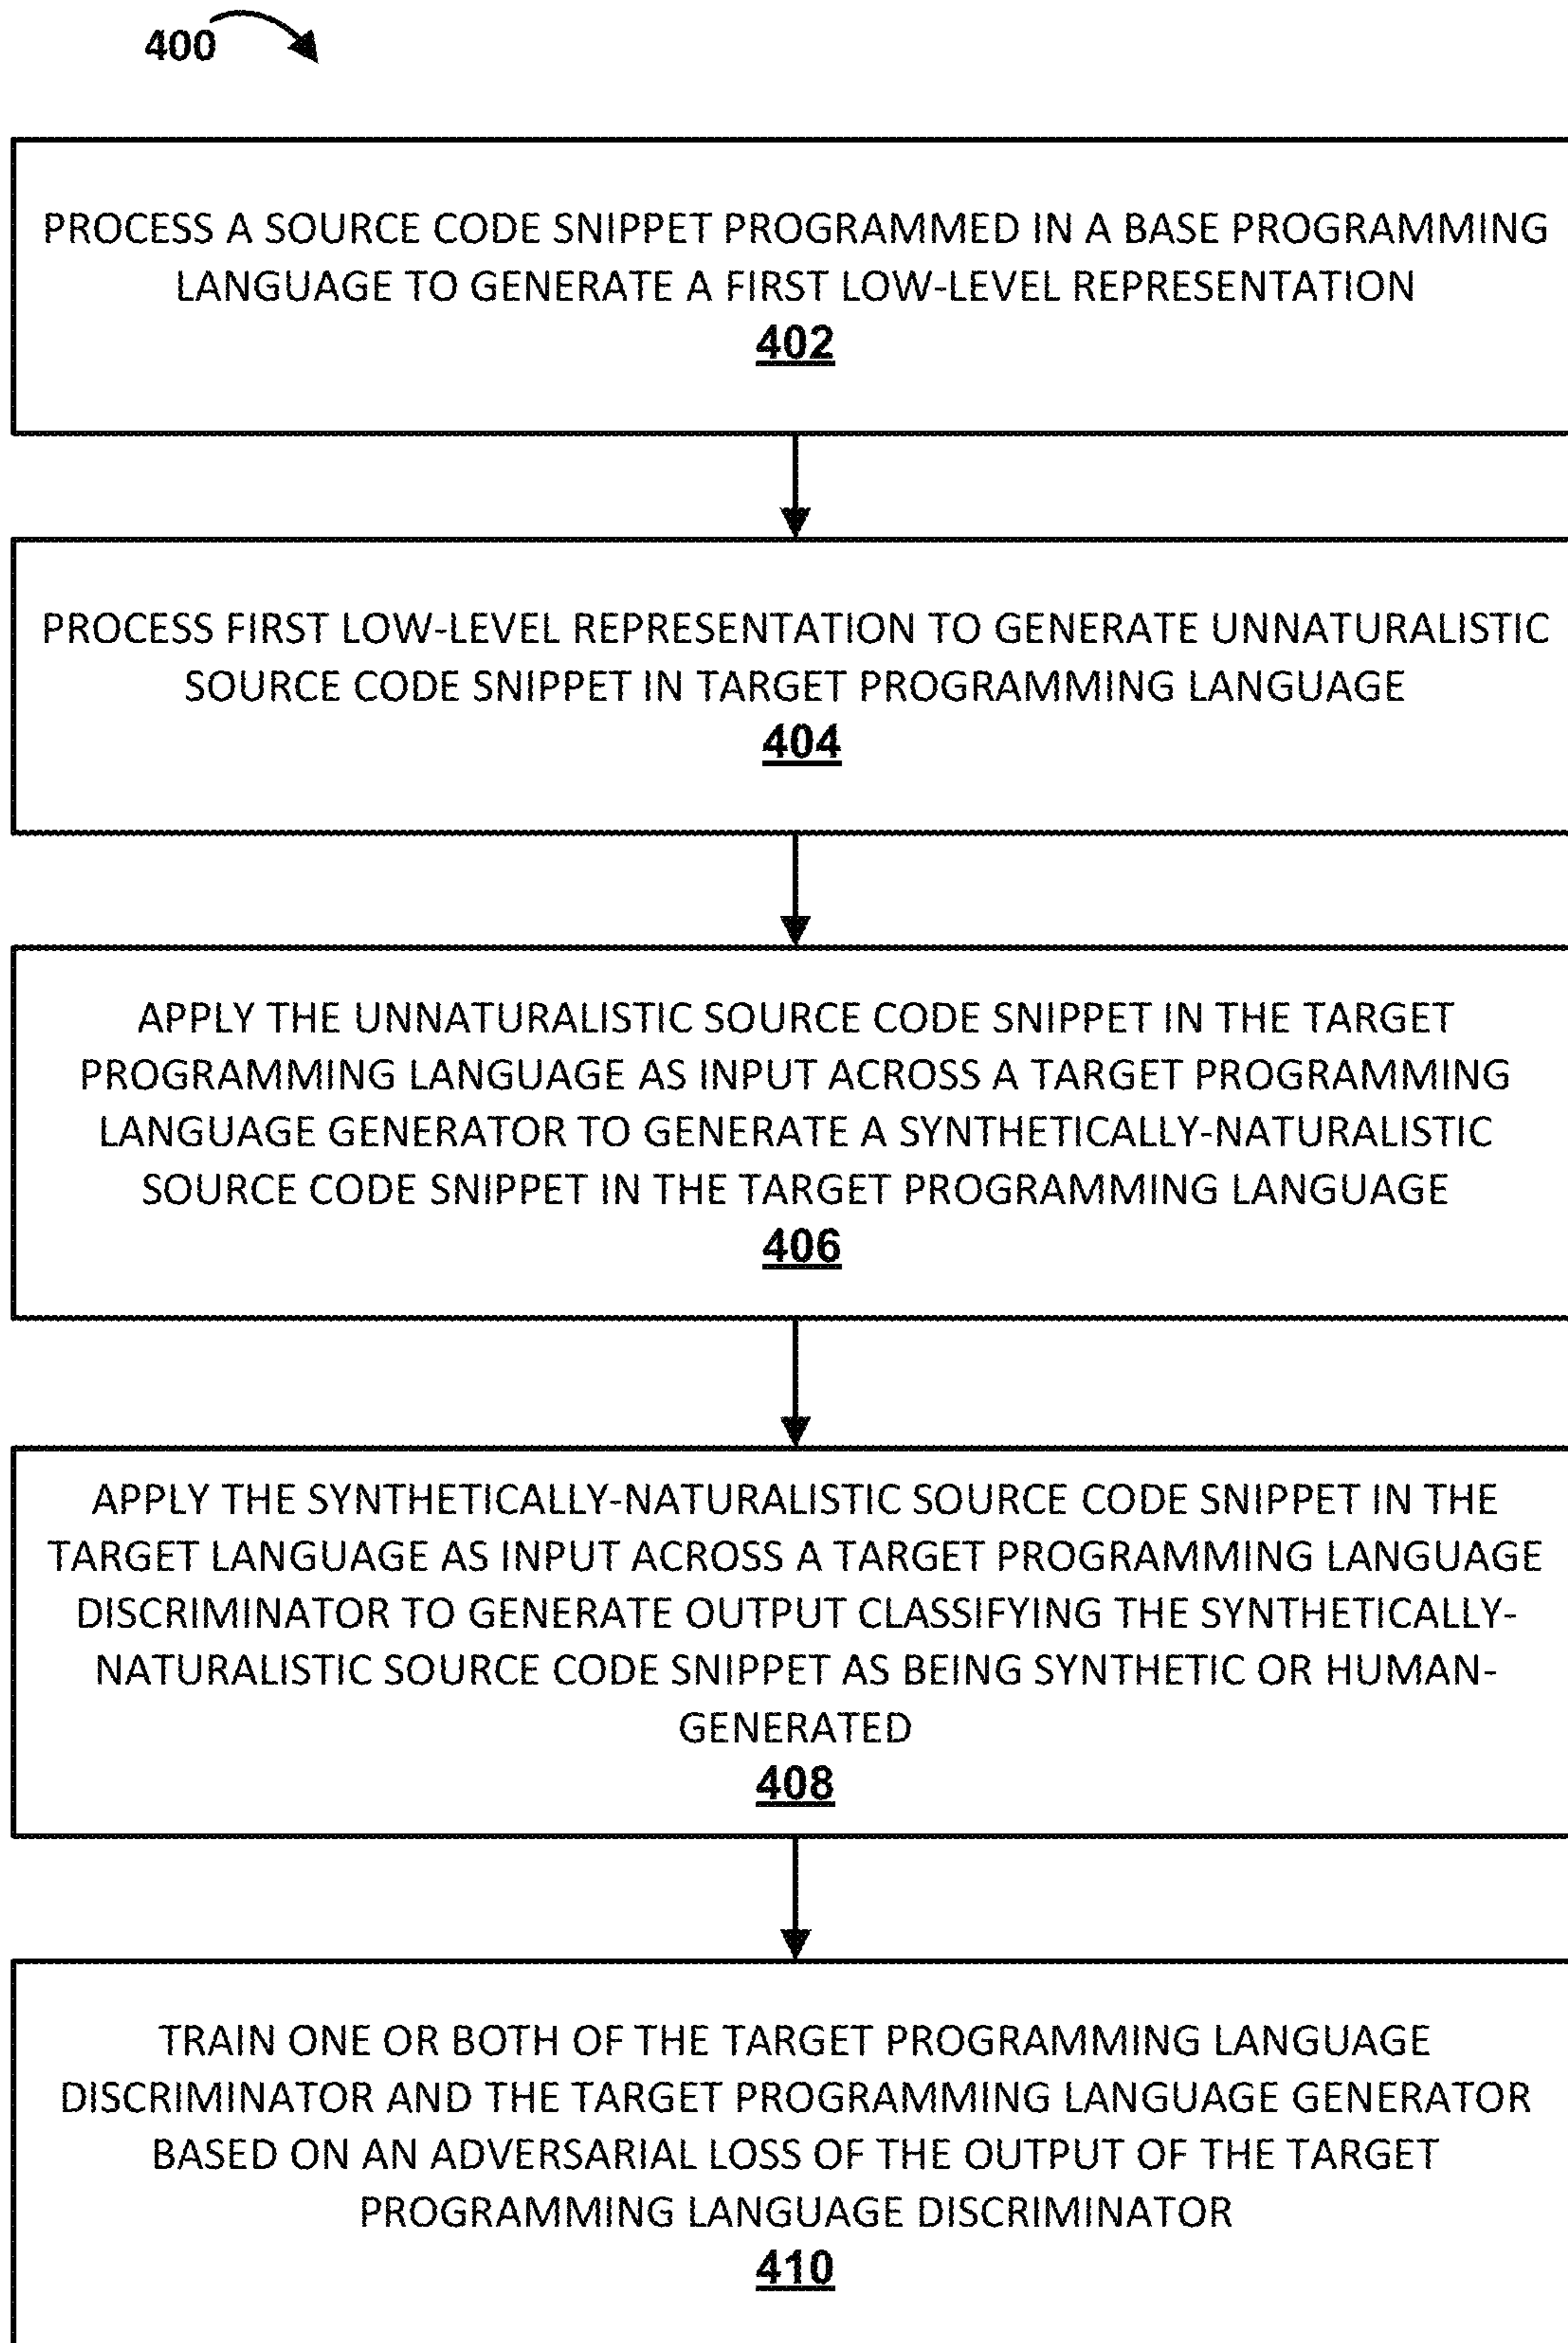 400
PROCESS A SOURCE CODE SNIPPET PROGRAMMED IN A BASE PROGRAMMING
LANGUAGE TO GENERATE A FIRST LOW-LEVEL REPRESENTATION
402
PROCESS FIRST LOW-LEVEL REPRESENTATION TO GENERATE UNNATURALISTIC
SOURCE CODE SNIPPET IN TARGET PROGRAMMING LANGUAGE
404
APPLY THE UNNATURALISTIC SOURCE CODE SNIPPET IN THE TARGET
PROGRAMMING LANGUAGE AS INPUT ACROSS A TARGET PROGRAMMING
LANGUAGE GENERATOR TO GENERATE A SYNTHETICALLY-NATURALISTIC
SOURCE CODE SNIPPET IN THE TARGET PROGRAMMING LANGUAGE
406
APPLY THE SYNTHETICALLY-NATURALISTIC SOURCE CODE SNIPPET IN THE
TARGET LANGUAGE AS INPUT ACROSS A TARGET PROGRAMMING LANGUAGE
DISCRIMINATOR TO GENERATE OUTPUT CLASSIFYING THE SYNTHETICALLY-
NATURALISTIC SOURCE CODE SNIPPET AS BEING SYNTHETIC OR HUMAN-
GENERATED
408
TRAIN ONE OR BOTH OF THE TARGET PROGRAMMING LANGUAGE
DISCRIMINATOR AND THE TARGET PROGRAMMING LANGUAGE GENERATOR
BASED ON AN ADVERSARIAL LOSS OF THE OUTPUT OF THE TARGET
PROGRAMMING LANGUAGE DISCRIMINATOR
410